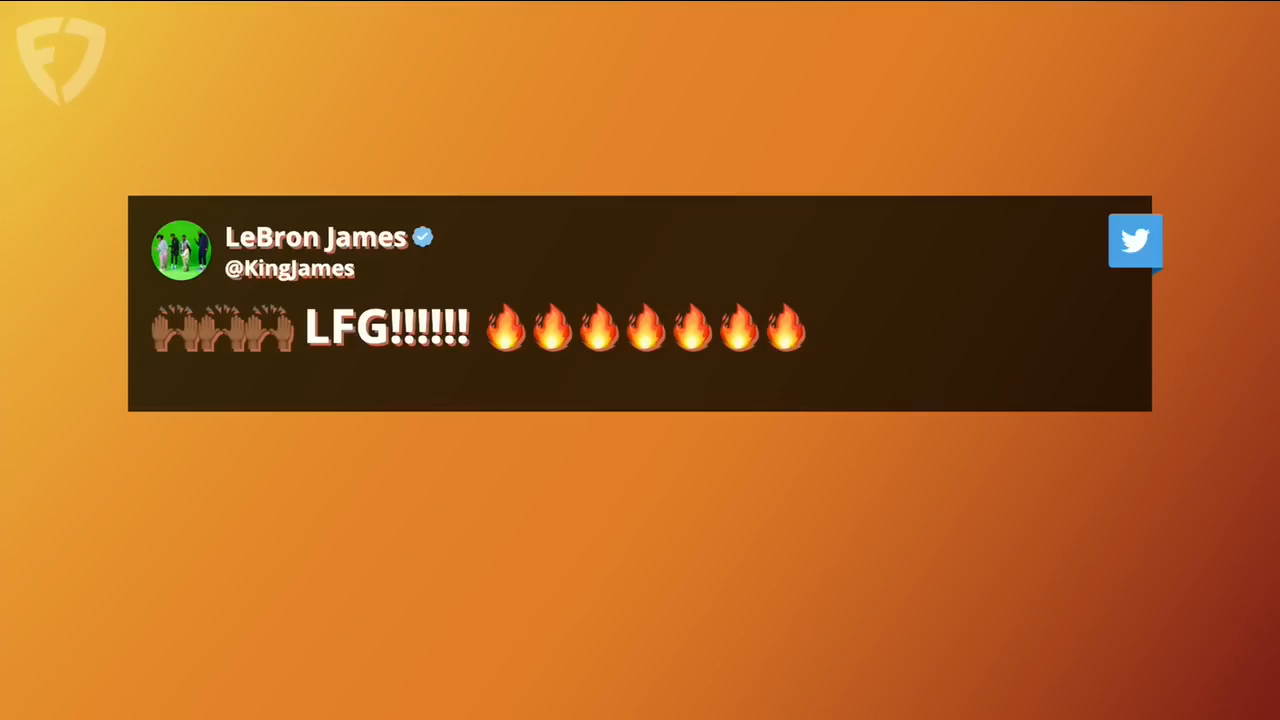 LeBron James
@KingJames
🙌🏾🙌🏾🙌🏾 LFG!!!!!! 🔥🔥🔥🔥🔥🔥🔥